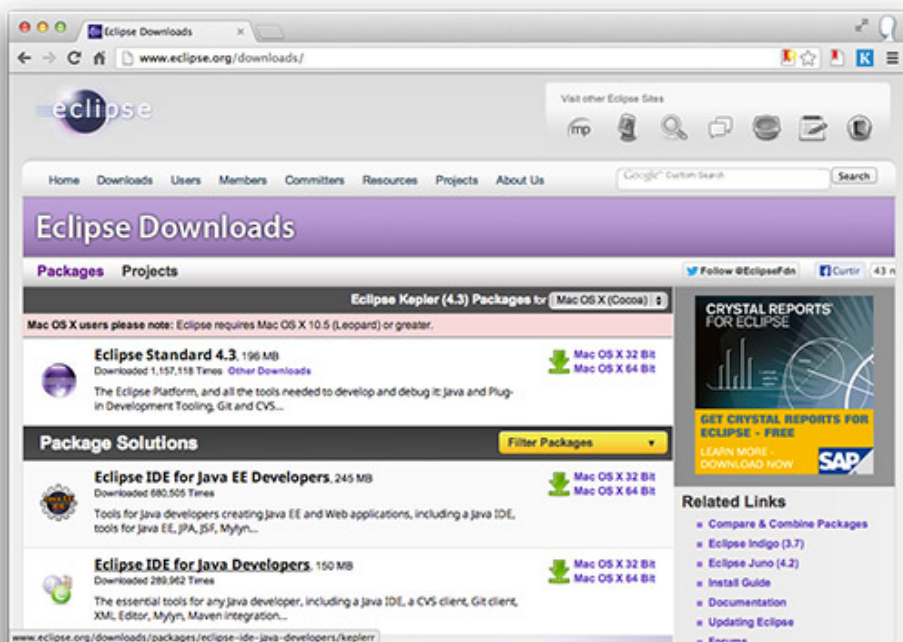 Eclipse Downloads
www.eclipse.org/downloads/
eclipse
Visit other Eclipse Sites
mp
Home Downloads Users Members Committers Resources Projects About Us
Google™ Custom Search
Search
Eclipse Downloads
Packages Projects
Follow @EclipseFdn
Curtir
43
Eclipse Kepler (4.3) Packages for Mac OS X (Cocoa)
Mac OS X users please note: Eclipse requires Mac OS X 10.5 (Leopard) or greater.
Eclipse Standard 4.3, 196 MB
Downloaded 1,157,118 Times Other Downloads
The Eclipse Platform, and all the tools needed to develop and debug it: Java and Plug-
in Development Tooling, Git and CVS...
Mac OS X 32 Bit
Mac OS X 64 Bit
Package Solutions
Filter Packages
Eclipse IDE for Java EE Developers, 245 MB
Downloaded 680,505 Times
Tools for Java developers creating Java EE and Web applications, including a Java IDE,
tools for Java EE, JPA, JSF, Mylyn...
Mac OS X 32 Bit
Mac OS X 64 Bit
Eclipse IDE for Java Developers, 150 MB
Downloaded 289,962 Times
The essential tools for any Java developer, including a Java IDE, a CVS client, Git client,
XML Editor, Mylyn, Maven integration...
Mac OS X 32 Bit
Mac OS X 64 Bit
www.eclipse.org/downloads/packages/eclipse-ide-java-developers/keplerr
CRYSTAL REPORTS®
FOR ECLIPSE
GET CRYSTAL REPORTS FOR
ECLIPSE - FREE
LEARN MORE -
DOWNLOAD NOW
SAP
Related Links
Compare & Combine Packages
Eclipse Indigo (3.7)
Eclipse Juno (4.2)
Install Guide
Documentation
Updating Eclipse
Forums